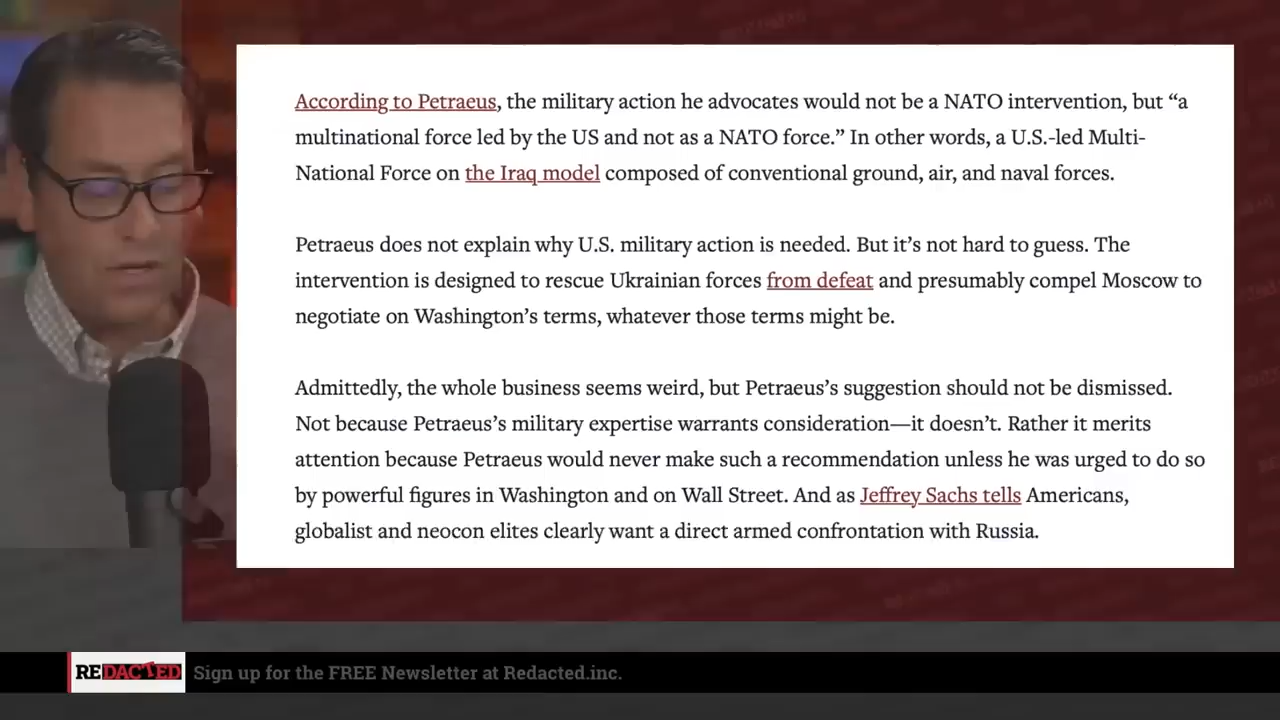 According to Petraeus, the military action he advocates would not be a NATO intervention, but “a
multinational force led by the US and not as a NATO force.” In other words, a U.S.-led Multi-
National Force on the Iraq model composed of conventional ground, air, and naval forces.
Petraeus does not explain why U.S. military action is needed. But it’s not hard to guess. The
intervention is designed to rescue Ukrainian forces from defeat and presumably compel Moscow to
negotiate on Washington’s terms, whatever those terms might be.
Admittedly, the whole business seems weird, but Petraeus’s suggestion should not be dismissed.
Not because Petraeus’s military expertise warrants consideration—it doesn’t. Rather it merits
attention because Petraeus would never make such a recommendation unless he was urged to do so
by powerful figures in Washington and on Wall Street. And as Jeffrey Sachs tells Americans,
globalist and neocon elites clearly want a direct armed confrontation with Russia.
REDACTED Sign up for the FREE Newsletter at Redacted.inc.